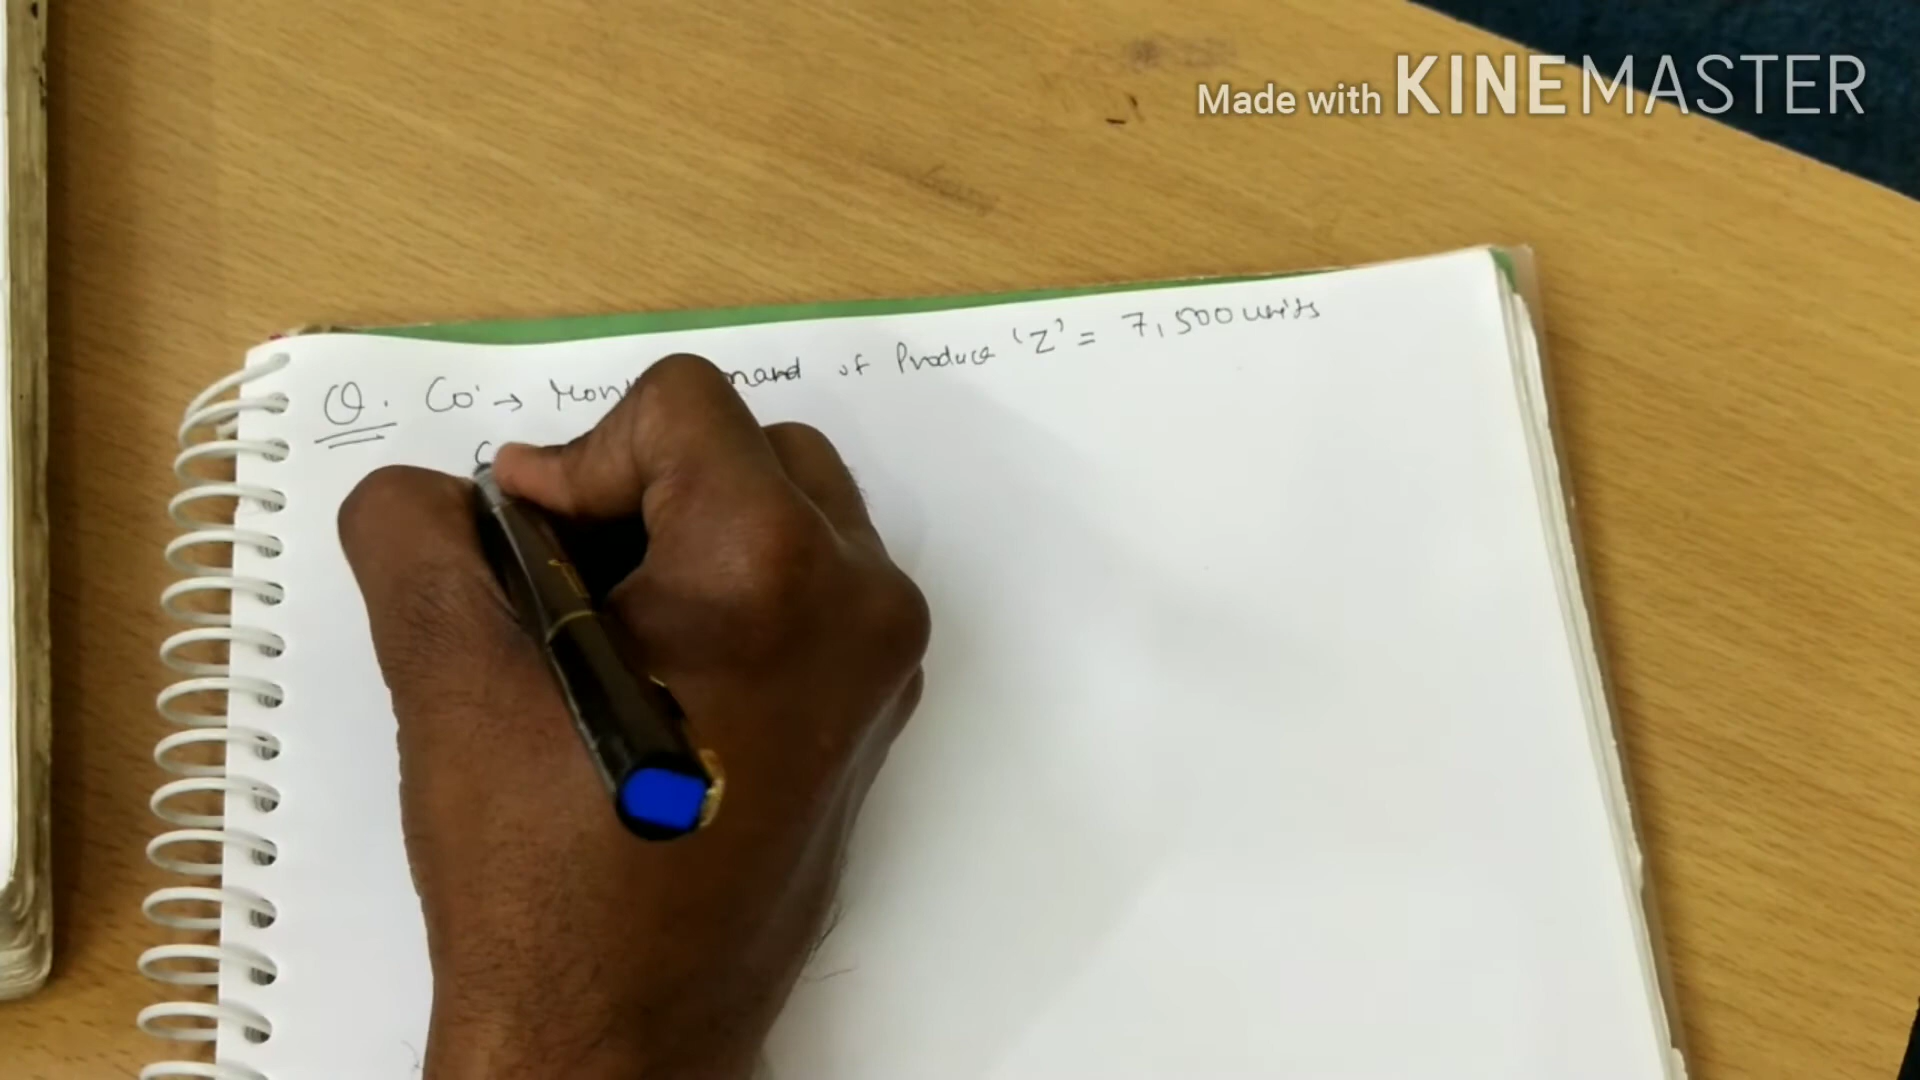 Made with KINEMASTER
Q. Co → of Produce 'Z' = 7,500 units